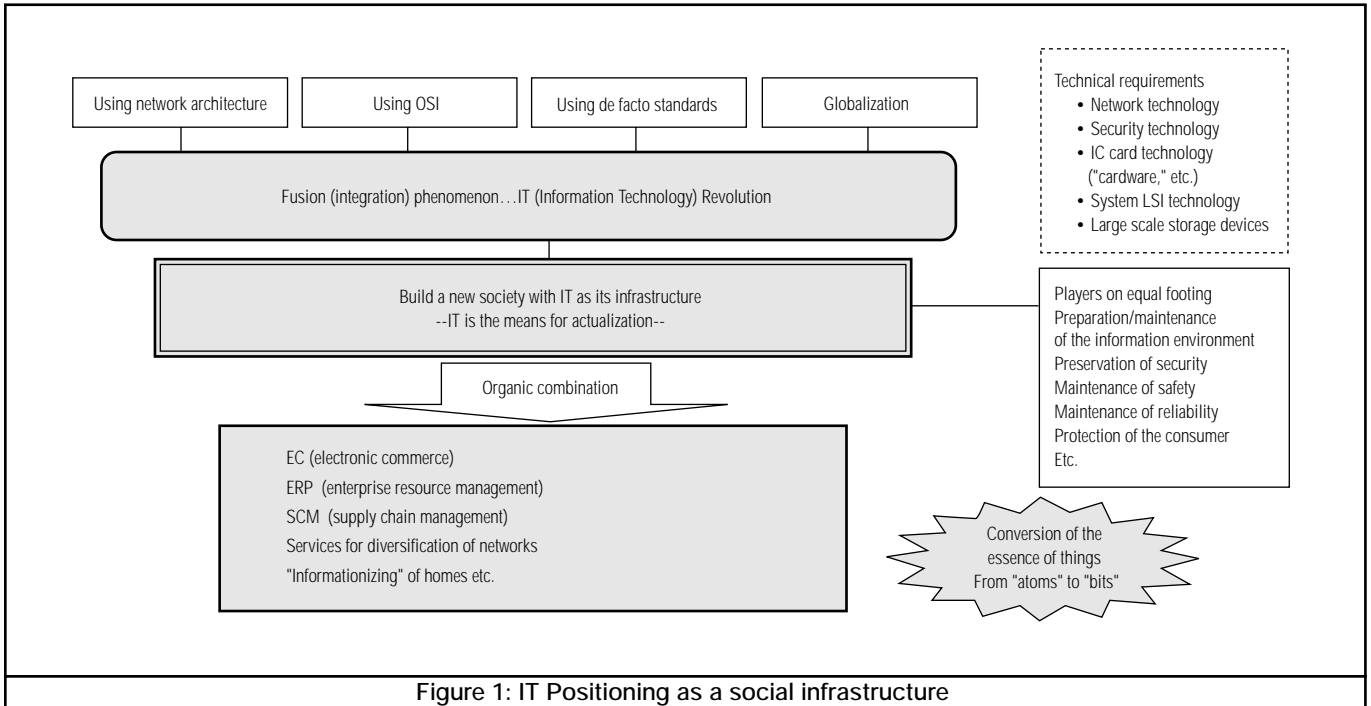 Using network architecture
Using OSI
Using de facto standards
Globalization
Fusion (integration) phenomenon…IT (Information Technology) Revolution
Build a new society with IT as its infrastructure
--IT is the means for actualization--
Organic combination
EC (electronic commerce)
ERP (enterprise resource management)
SCM (supply chain management)
Services for diversification of networks
"Informationizing" of homes etc.
Technical requirements
• Network technology
• Security technology
• IC card technology
("cardware," etc.)
• System LSI technology
• Large scale storage devices
Players on equal footing
Preparation/maintenance
of the information environment
Preservation of security
Maintenance of safety
Maintenance of reliability
Protection of the consumer
Etc.
Conversion of the
essence of things
From "atoms" to "bits"
Figure 1: IT Positioning as a social infrastructure